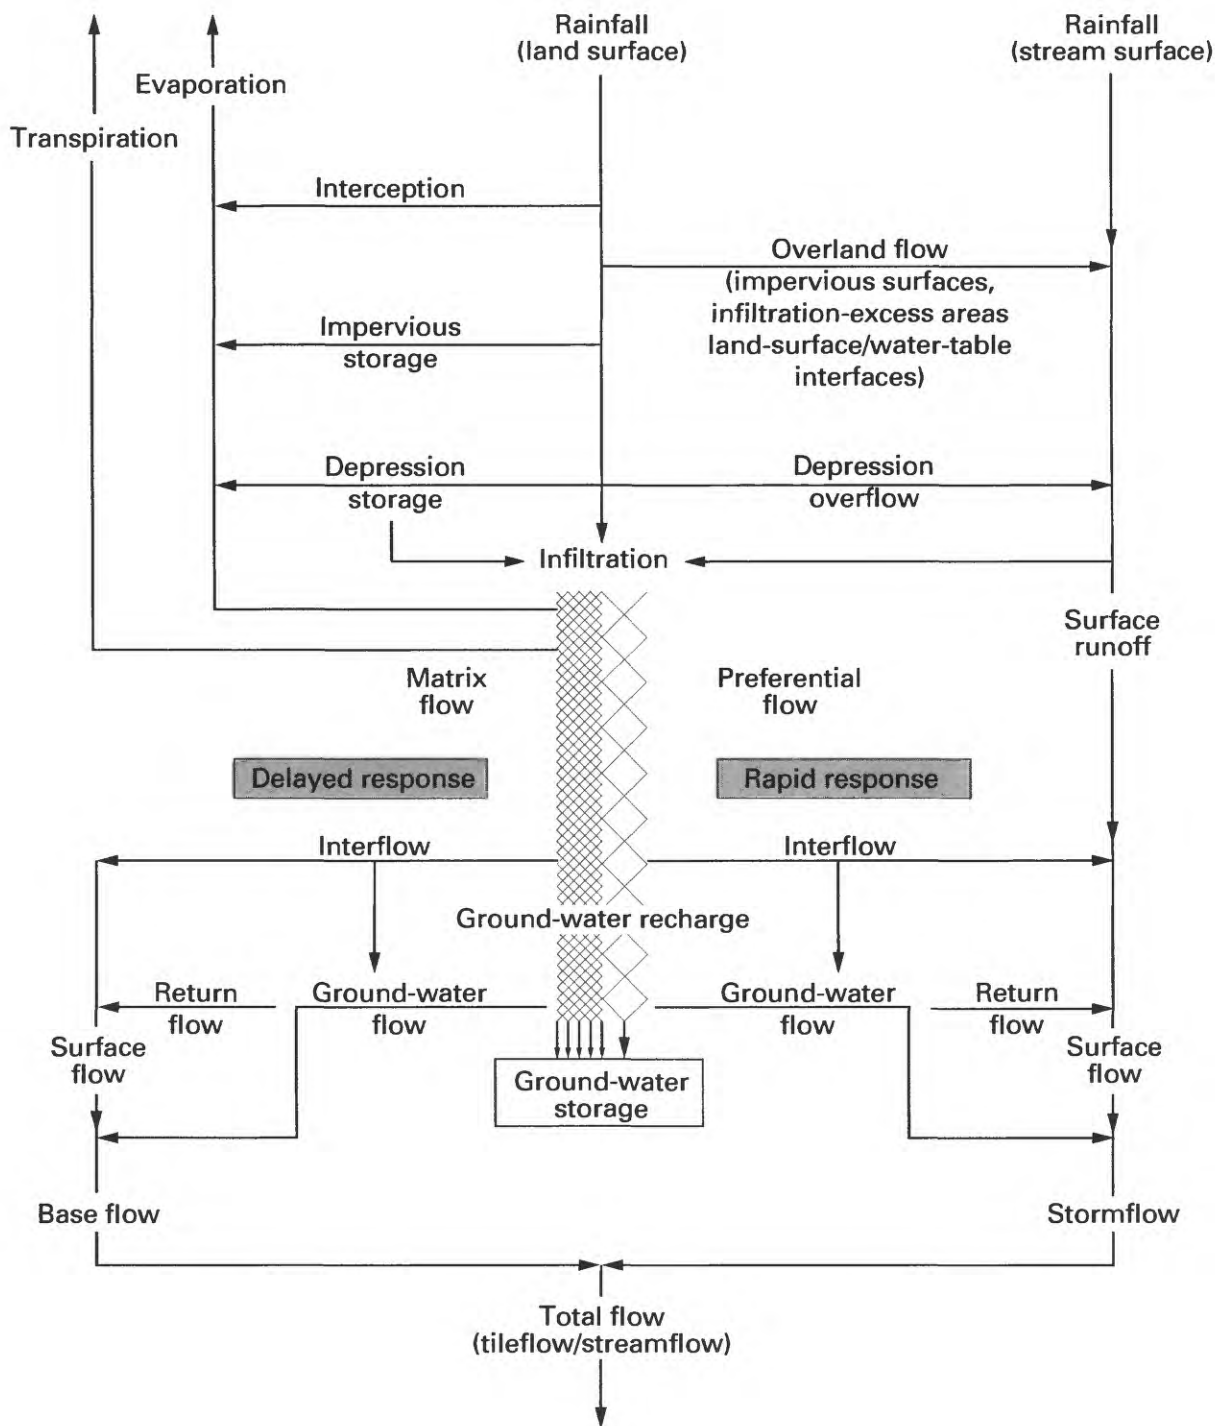 Rainfall
(land surface)
Rainfall
(stream surface)
Evaporation
Transpiration
Interception
Overland flow
(impervious surfaces,
infiltration-excess areas
land-surface/water-table
interfaces)
Impervious
storage
Depression
storage
Depression
overflow
Infiltration
Surface
runoff
Matrix
flow
Preferential
flow
Delayed response
Rapid response
Interflow
Interflow
Ground-water recharge
Return
flow
Ground-water
flow
Ground-water
flow
Return
flow
Surface
flow
Surface
flow
Ground-water
storage
Base flow
Stormflow
Total flow
(tileflow/streamflow)